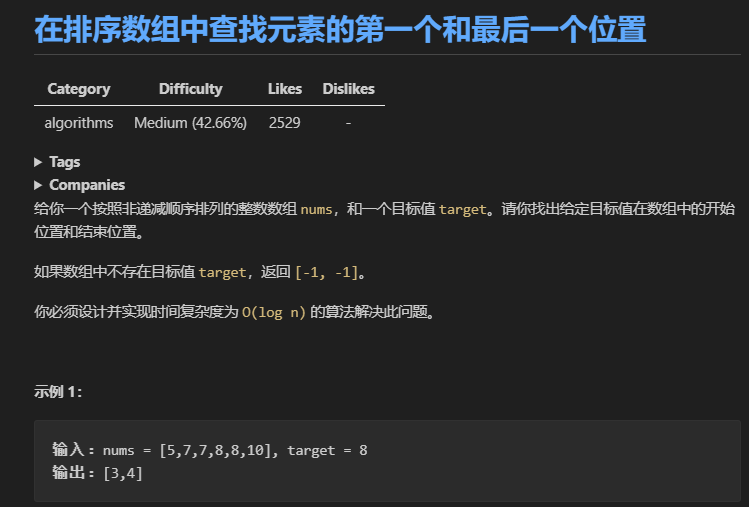 在排序数组中查找元素的第一个和最后一个位置
Category Difficulty Likes Dislikes
algorithms Medium (42.66%) 2529 -
▶ Tags
▶ Companies
给你一个按照非递减顺序排列的整数数组 nums，和一个目标值 target。请你找出给定目标值在数组中的开始
位置和结束位置。
如果数组中不存在目标值 target，返回 [-1, -1]。
你必须设计并实现时间复杂度为 O(log n) 的算法解决此问题。
示例 1：
输入：nums = [5,7,7,8,8,10], target = 8
输出：[3,4]